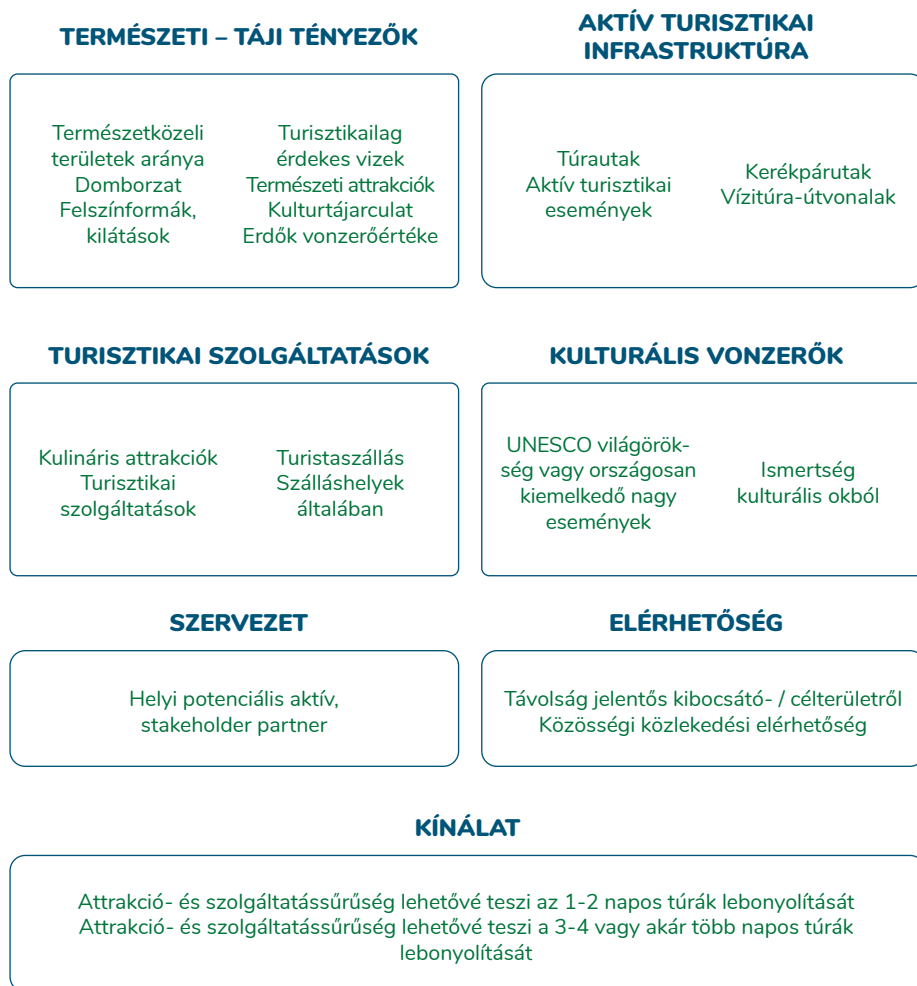 TERMÉSZETI – TÁJI TÉNYEZŐK
Természetközeli
területek aránya
Domborzat
Felszínformák,
kilátások
Turisztikailag
érdekes vizek
Természeti attrakciók
Kulturtájarculat
Erdők vonzerőértéke
AKTÍV TURISZTIKAI
INFRASTRUKTÚRA
Túrautak
Aktív turisztikai
események
Kerékpárutak
Vízitúra-útvonalak
TURISZTIKAI SZOLGÁLTATÁSOK
Kulináris attrakciók
Turisztikai
szolgáltatások
Turistaszállás
Szálláshelyek
általában
KULTURÁLIS VONZERŐK
UNESCO világörök-
ség vagy országosan
kiemelkedő nagy
események
Ismertség
kulturális okból
SZERVEZET
Helyi potenciális aktív,
stakeholder partner
ELÉRHETŐSÉG
Távolság jelentős kibocsátó- / célterületről
Közösségi közlekedési elérhetőség
KÍNÁLAT
Attrakció- és szolgáltatássűrűség lehetővé teszi az 1-2 napos túrák lebonyolítását
Attrakció- és szolgáltatássűrűség lehetővé teszi a 3-4 vagy akár több napos túrák
lebonyolítását